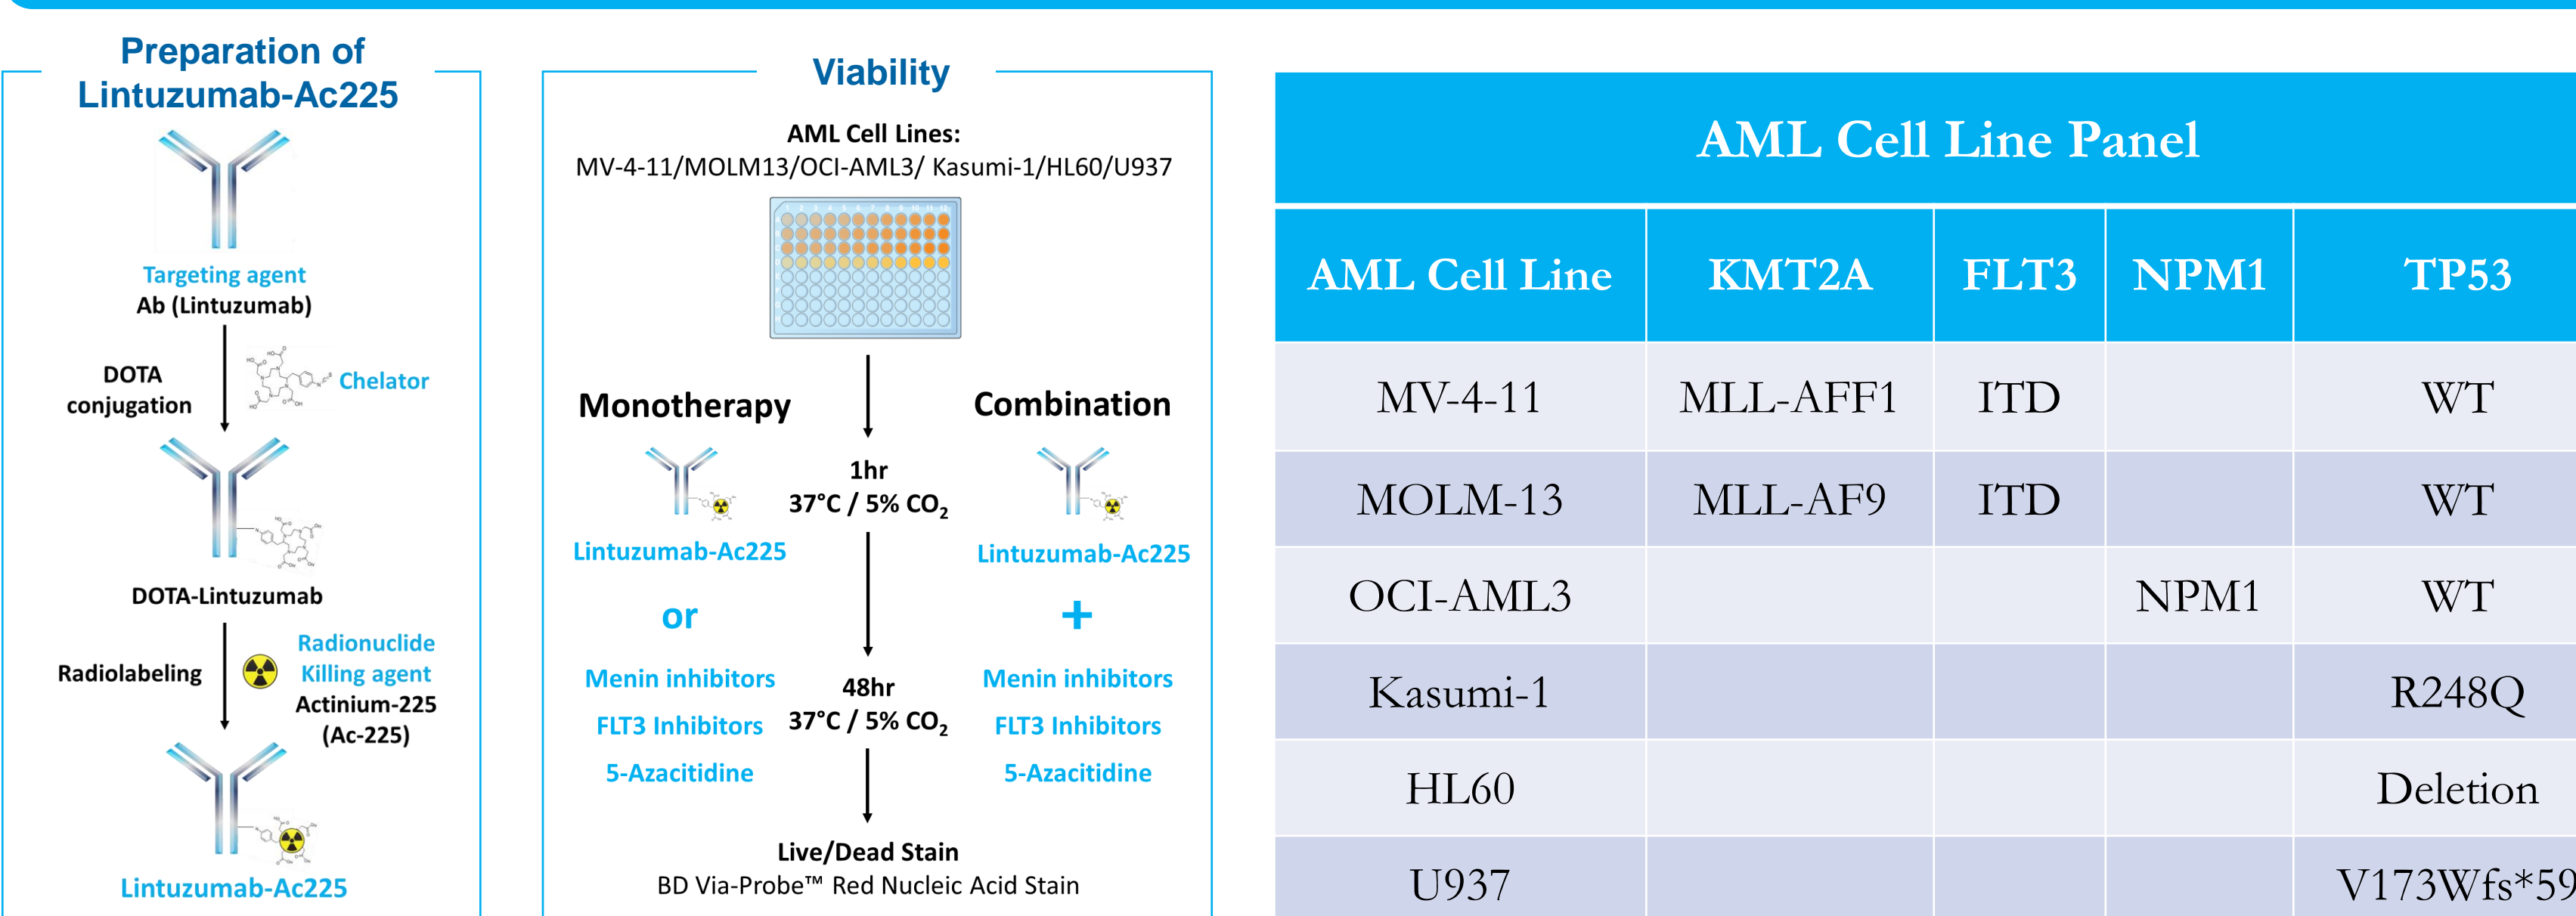 Preparation of
Lintuzumab-Ac225
Targeting agent
Ab (Lintuzumab)
DOTA
conjugation
Chelator
DOTA-Lintuzumab
Radiolabeling
Radionuclide
Killing agent
Actinium-225
(Ac-225)
Lintuzumab-Ac225
Viability
AML Cell Lines:
MV-4-11/MOLM13/OCI-AML3/ Kasumi-1/HL60/U937
Monotherapy
Combination
1hr
37°C / 5% CO₂
Lintuzumab-Ac225
or
Menin inhibitors
FLT3 Inhibitors
5-Azacitidine
48hr
37°C / 5% CO₂
Lintuzumab-Ac225
+
Menin inhibitors
FLT3 Inhibitors
5-Azacitidine
Live/Dead Stain
BD Via-Probe™ Red Nucleic Acid Stain
AML Cell Line Panel
AML Cell Line KMT2A FLT3 NPM1 TP53
MV-4-11 MLL-AFF1 ITD WT
MOLM-13 MLL-AF9 ITD WT
OCI-AML3 NPM1 WT
Kasumi-1 R248Q
HL60 Deletion
U937 V173Wfs*59